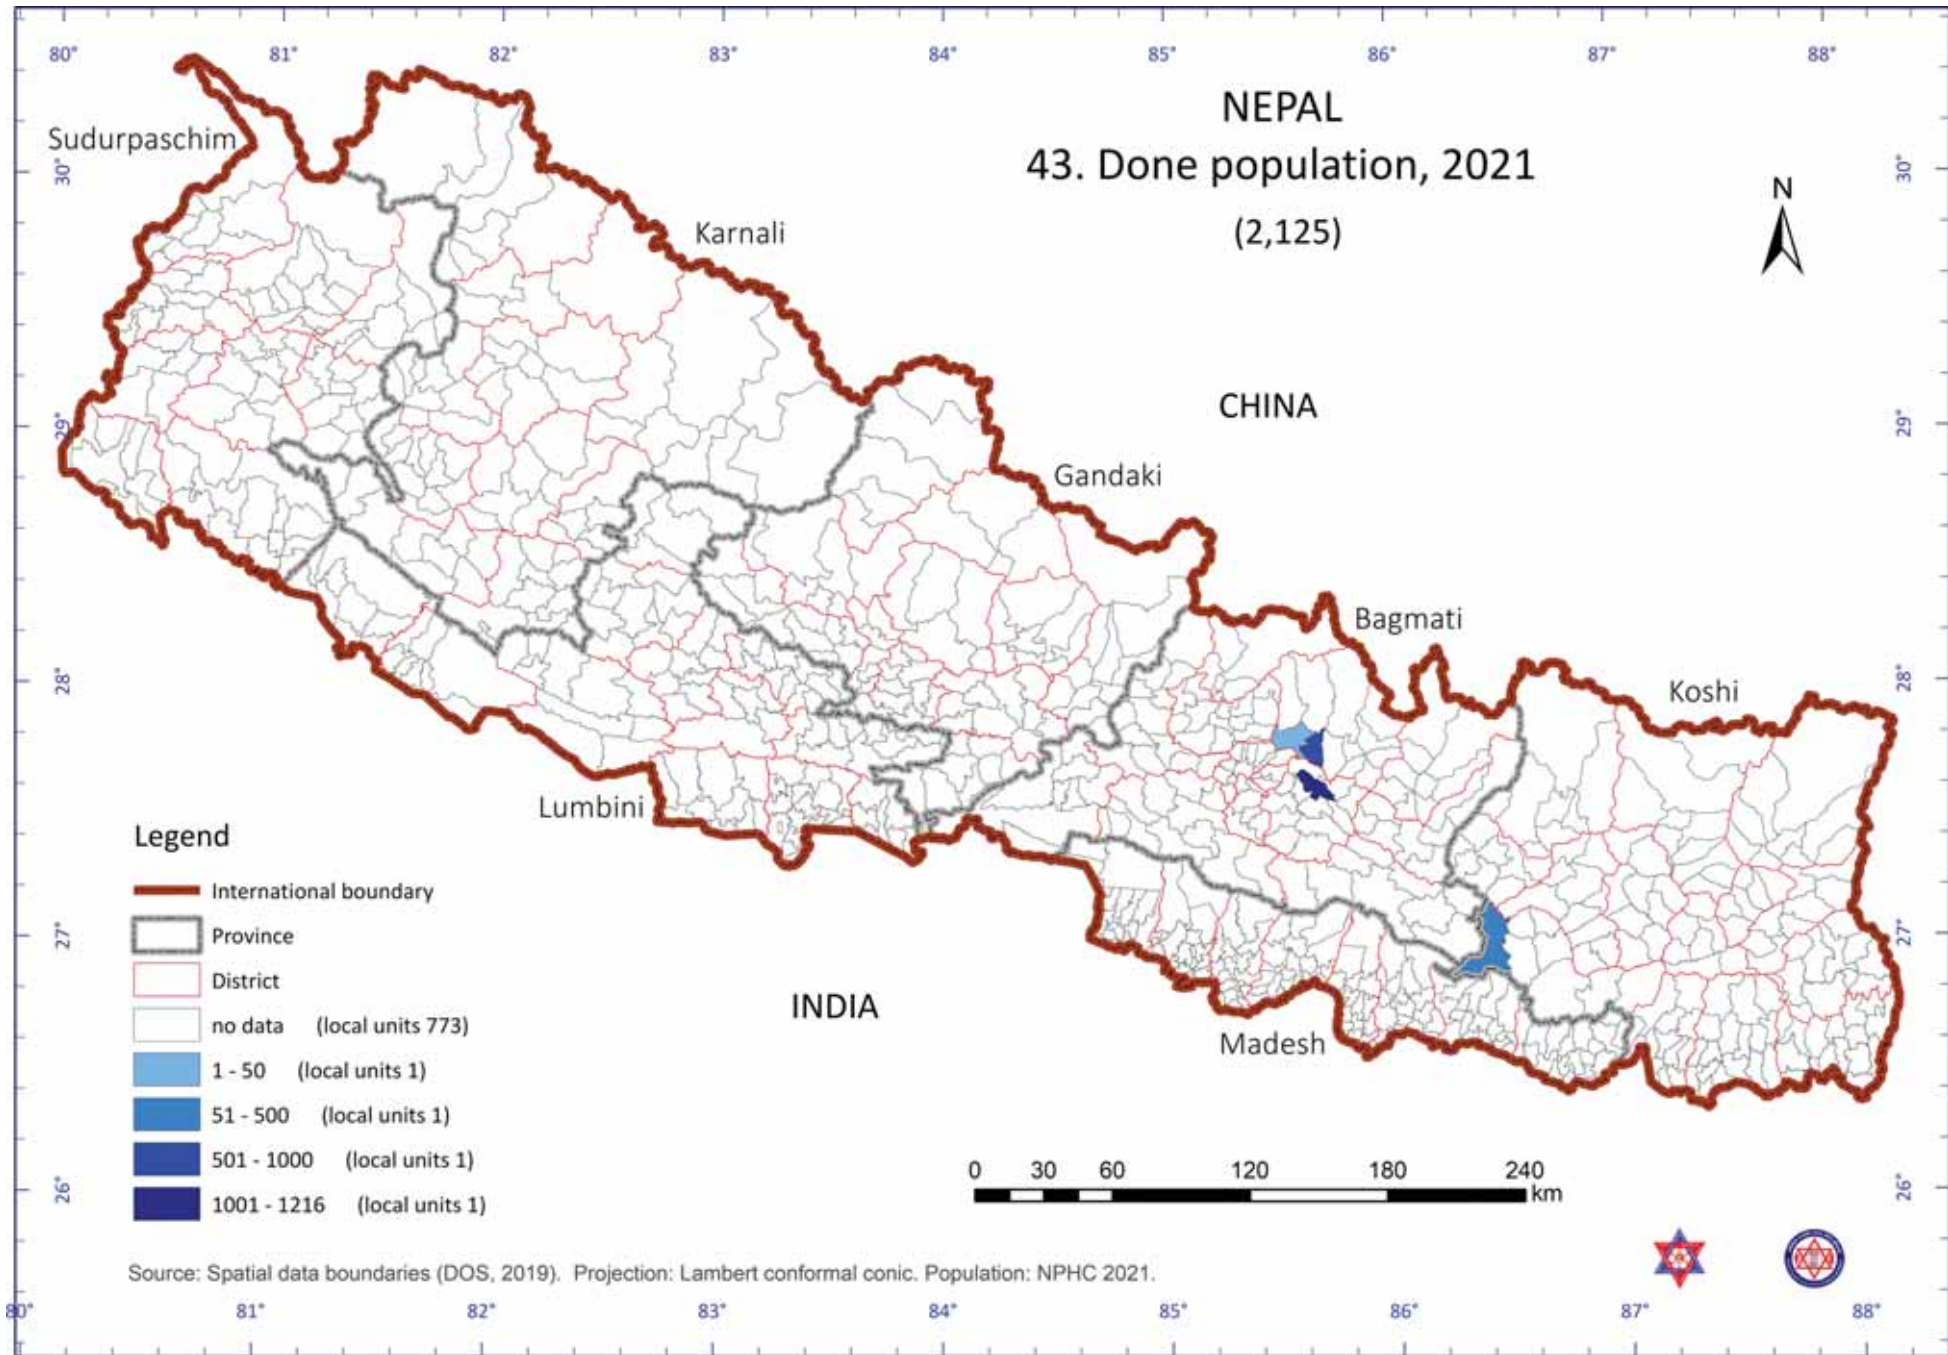 80° 81° 82° 83° 84° 85° 86° 87° 88°
NEPAL
43. Done population, 2021
(2,125)
N
Sudurpaschim
30° 30°
Karnali
CHINA
29° 29°
Gandaki
Bagmati
28° 28°
Koshi
Lumbini
Legend
International boundary
Province
27° 27°
District
INDIA
no data (local units 773)
Madesh
1 - 50 (local units 1)
51 - 500 (local units 1)
501 - 1000 (local units 1)
0 30 60 120 180 240
km
26° 26°
1001 - 1216 (local units 1)
Source: Spatial data boundaries (DOS, 2019). Projection: Lambert conformal conic. Population: NPHC 2021.
80° 81° 82° 83° 84° 85° 86° 87° 88°